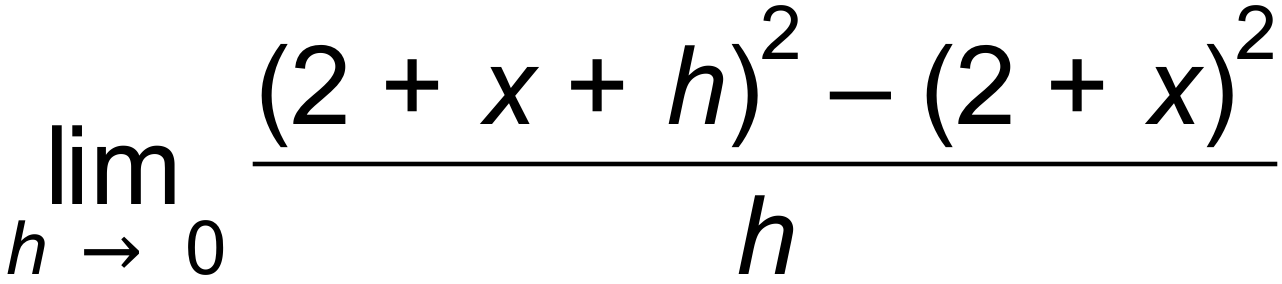 lim h → 0 (2 + x + h)² – (2 + x)² / h